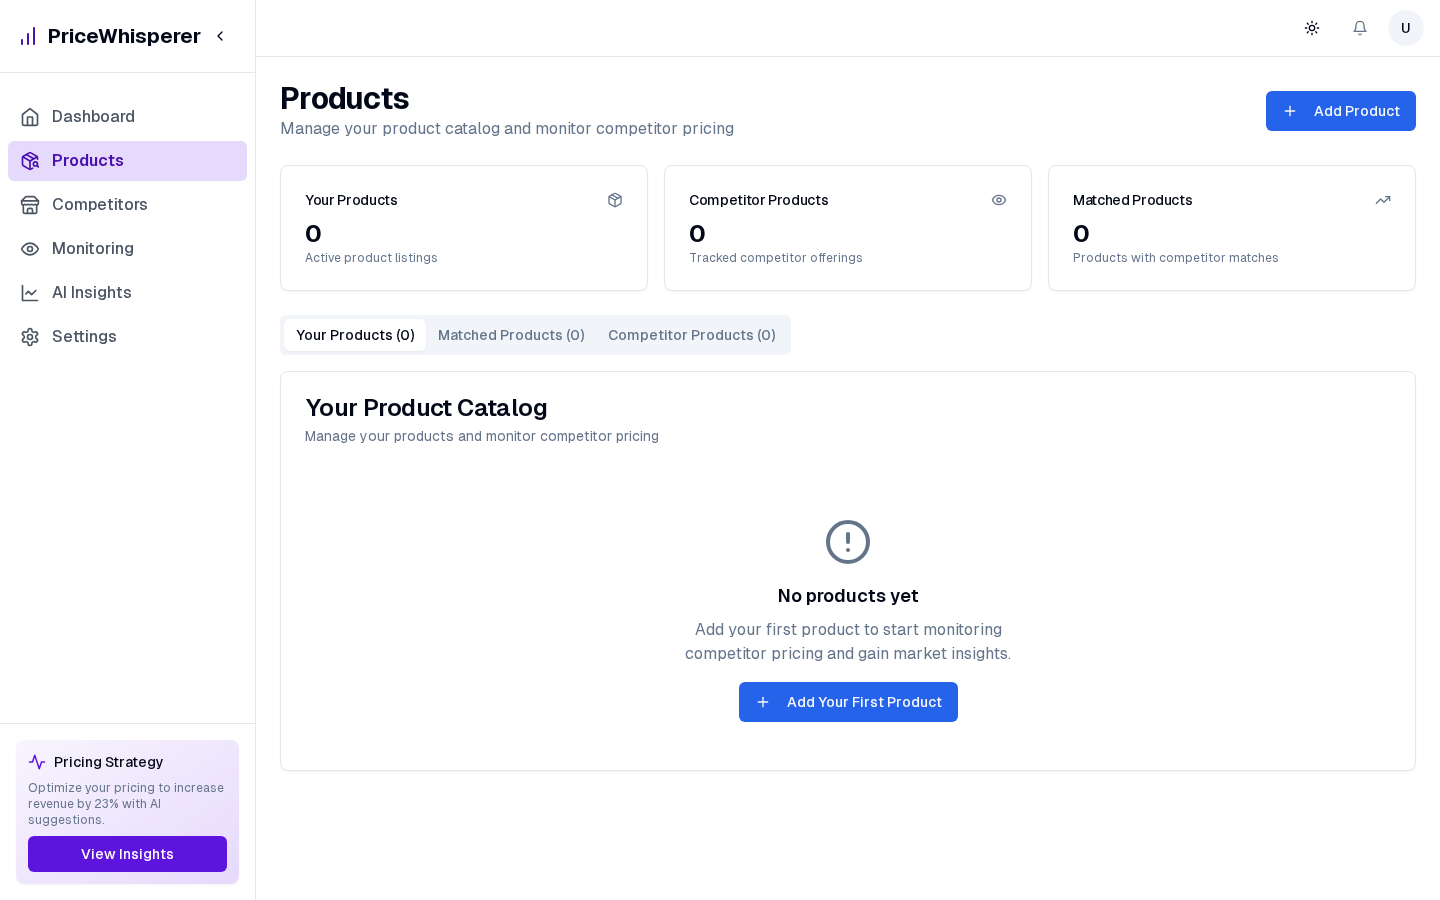 PriceWhisperer
U
Dashboard
Products
Competitors
Monitoring
AI Insights
Settings
Pricing Strategy
Optimize your pricing to increase
revenue by 23% with AI
suggestions.
View Insights
Products
Manage your product catalog and monitor competitor pricing
Add Product
Your Products
0
Active product listings
Competitor Products
0
Tracked competitor offerings
Matched Products
0
Products with competitor matches
Your Products (0)
Matched Products (0)
Competitor Products (0)
Your Product Catalog
Manage your products and monitor competitor pricing
No products yet
Add your first product to start monitoring
competitor pricing and gain market insights.
Add Your First Product